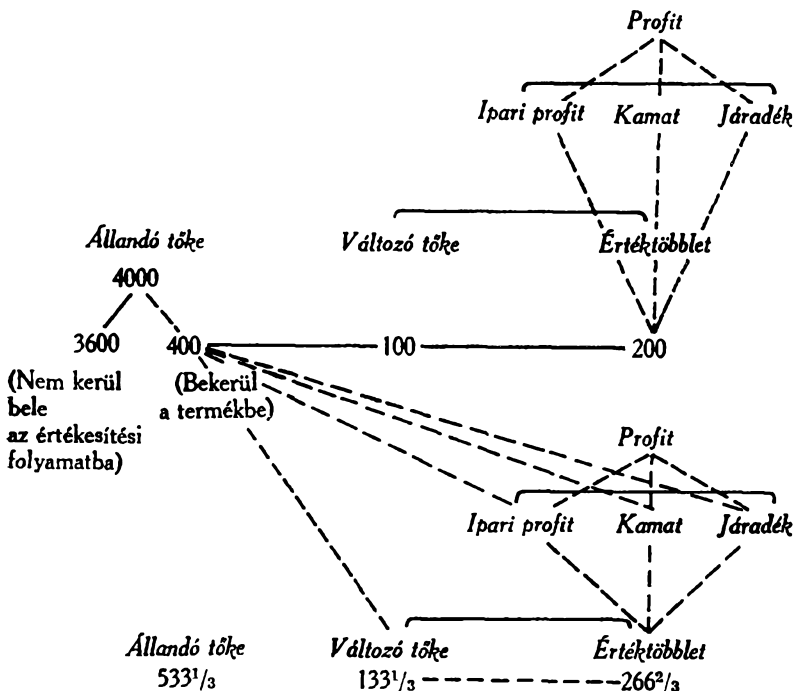 Profit
Ipari profit Kamat Járadék
Állandó tőke Változó tőke Értéktöbblet
4000
3600 400 100 200
(Nem kerül (Bekerül
bele a termékbe)
az értékesítési
folyamatba)
Profit
Ipari profit Kamat Járadék
Állandó tőke Változó tőke Értéktöbblet
533¹/₃ 133¹/₃ 266²/₃